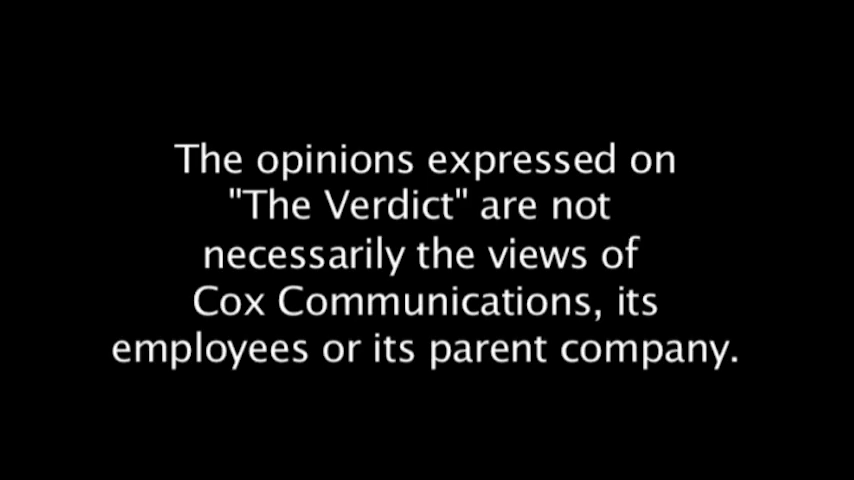 The opinions expressed on
"The Verdict" are not
necessarily the views of
Cox Communications, its
employees or its parent company.